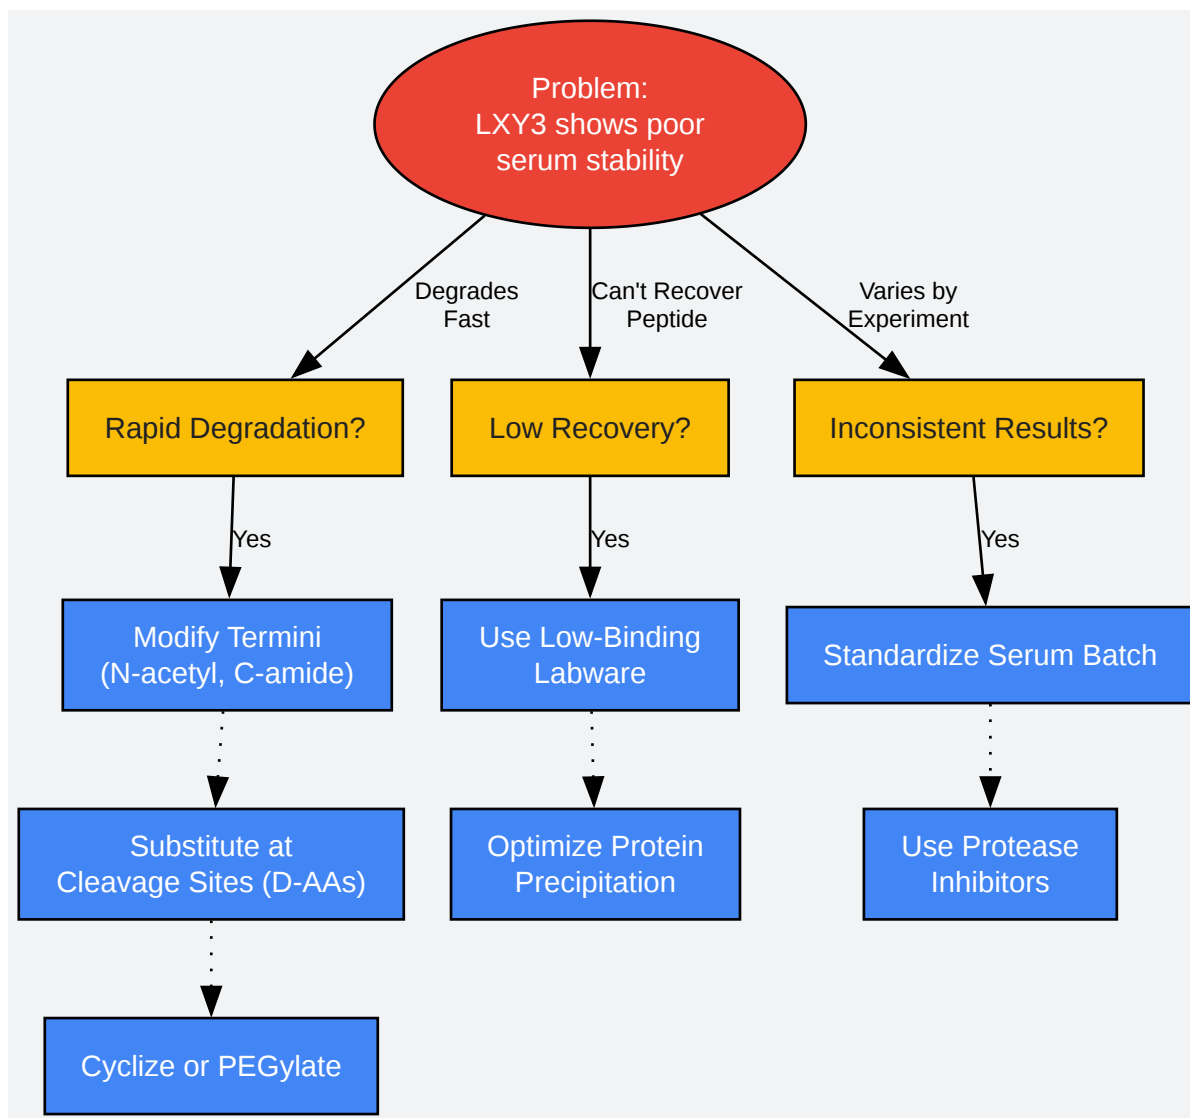 Problem:
LXY3 shows poor
serum stability
Degrades
Fast
Can't Recover
Peptide
Varies by
Experiment
Rapid Degradation?
Low Recovery?
Inconsistent Results?
Yes
Yes
Yes
Modify Termini
(N-acetyl, C-amide)
Use Low-Binding
Labware
Standardize Serum Batch
Substitute at
Cleavage Sites (D-AAs)
Optimize Protein
Precipitation
Use Protease
Inhibitors
Cyclize or PEGylate